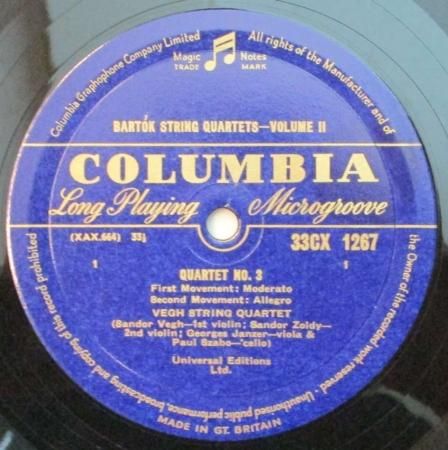 Columbia Graphophone Company Limited
Magic Notes
TRADE MARK
All rights of the Manufacturer and of
the Owner of the recorded work reserved - Unauthorised public performance, broadcasting and copying of this record prohibited
BARTÓK STRING QUARTETS—VOLUME II
COLUMBIA
Long Playing Microgroove
(XAX.664) 33⅓
33CX 1267
1 1
QUARTET NO. 3
First Movement: Moderato
Second Movement: Allegro
VEGH STRING QUARTET
(Sandor Vegh—1st violin; Sandor Zoldy—
2nd violin; Georges Janzer—viola &
Paul Szabo—'cello)
Universal Editions
Ltd.
MADE IN GT. BRITAIN